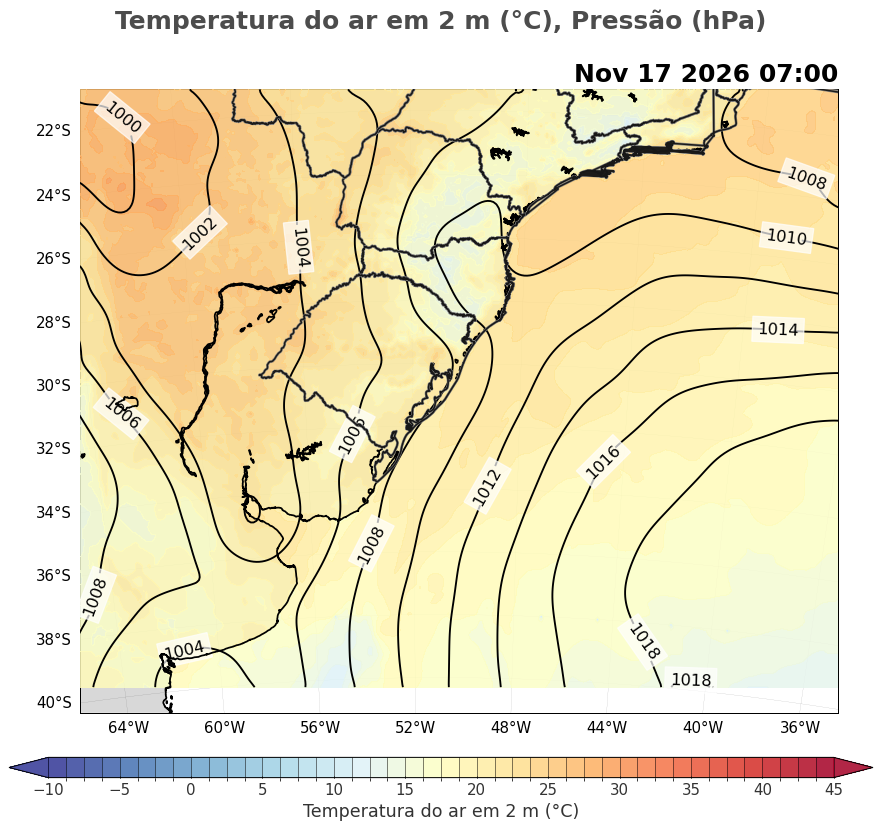 Temperatura do ar em 2 m (°C), Pressão (hPa)
Nov 17 2026 07:00
22°S
24°S
26°S
28°S
30°S
32°S
34°S
36°S
38°S
40°S
1000
1002
1004
1008
1010
1014
1006
1006
1016
1012
1008
1008
1004
1018
1018
64°W 60°W 56°W 52°W 48°W 44°W 40°W 36°W
−10 −5 0 5 10 15 20 25 30 35 40 45
Temperatura do ar em 2 m (°C)